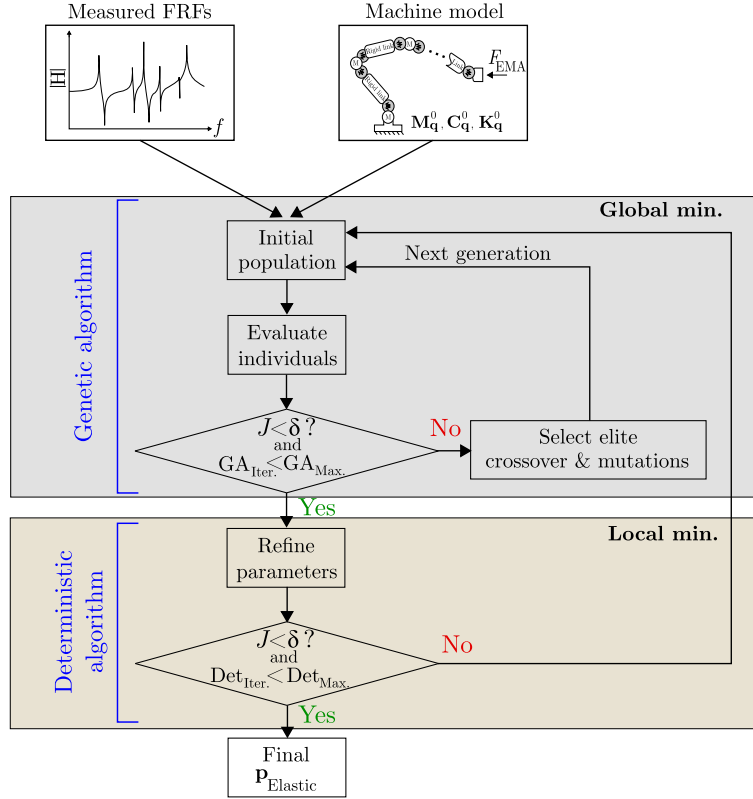 Measured FRFs
Machine model
|H|
f
M
Rigid link
M
Rigid link
M
Link
F_EMA
M_q^0, C_q^0, K_q^0
Global min.
Genetic algorithm
Initial
population
Next generation
Evaluate
individuals
J<δ?
and
GA_Iter.<GA_Max.
No
Select elite
crossover & mutations
Yes
Local min.
Deterministic
algorithm
Refine
parameters
J<δ?
and
Det_Iter.<Det_Max.
No
Yes
Final
p_Elastic